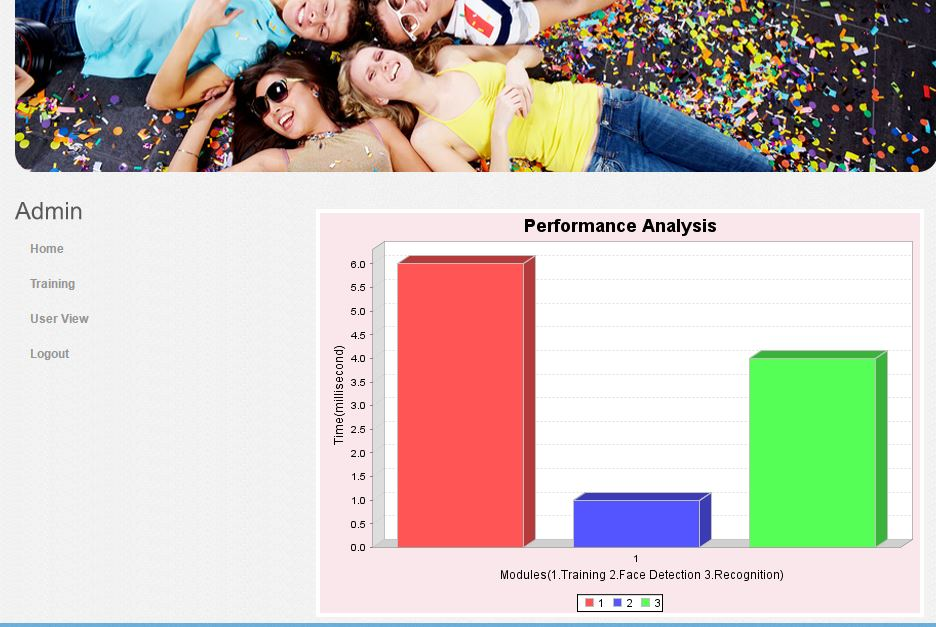 Admin
Home
Training
User View
Logout
Performance Analysis
Time(millisecond)
6.0
5.5
5.0
4.5
4.0
3.5
3.0
2.5
2.0
1.5
1.0
0.5
0.0
1
Modules(1.Training 2.Face Detection 3.Recognition)
1 2 3